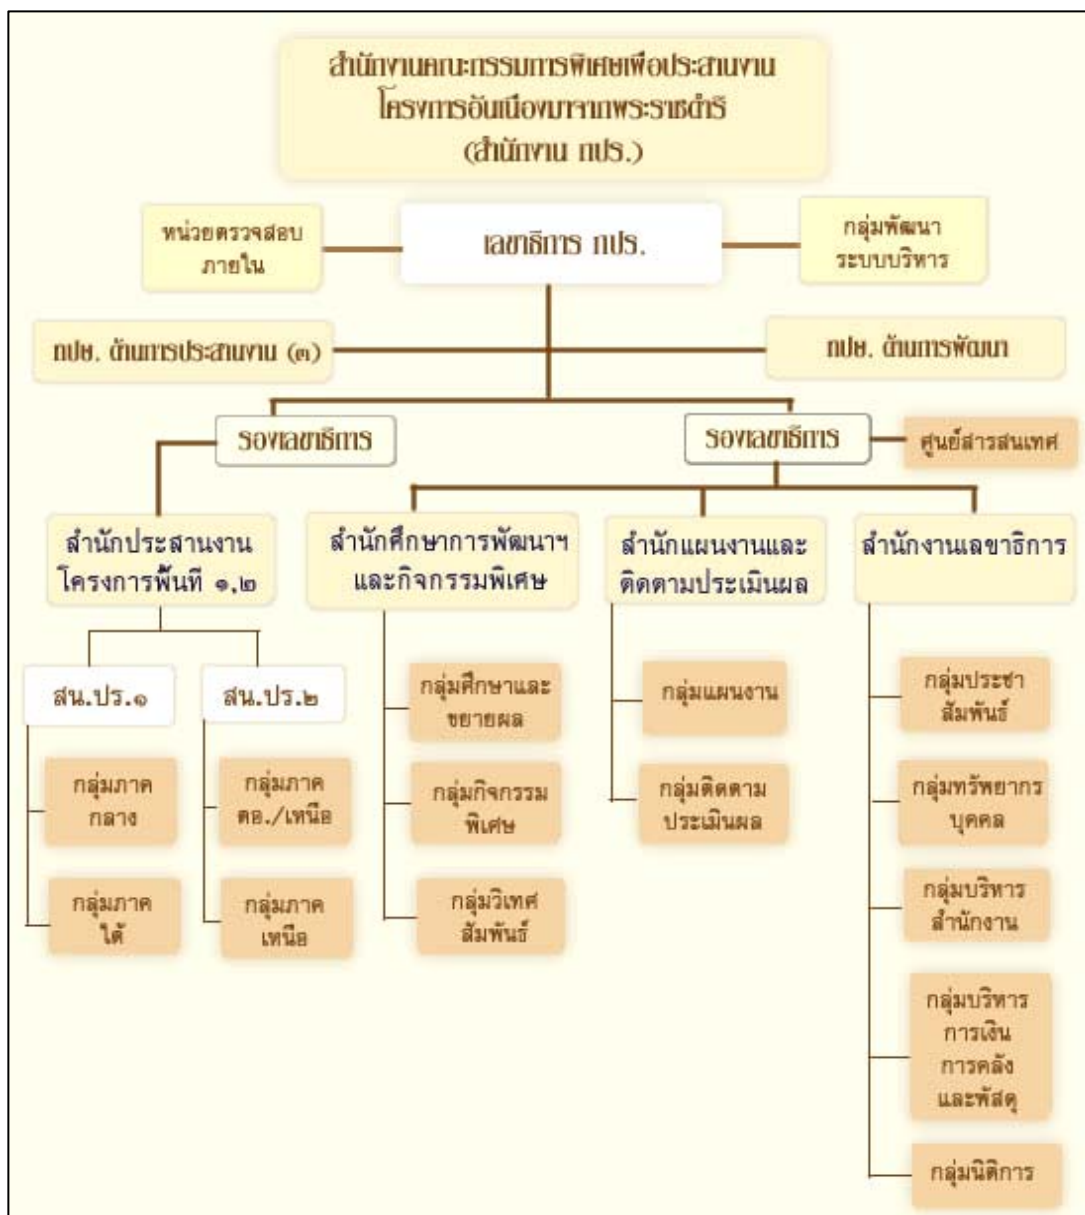 สำนักงานคณะกรรมการพิเศษเพื่อประสานงาน
โครงการอันเนื่องมาจากพระราชดำริ
(สำนักงาน กปร.)
หน่วยตรวจสอบ
ภายใน
เลขาธิการ กปร.
กลุ่มพัฒนา
ระบบบริหาร
กปษ. ด้านการประสานงาน (๓)
กปษ. ด้านการพัฒนา
รองเลขาธิการ
รองเลขาธิการ
ศูนย์สารสนเทศ
สำนักประสานงาน
โครงการพื้นที่ ๑,๒
สำนักศึกษาการพัฒนาฯ
และกิจกรรมพิเศษ
สำนักแผนงานและ
ติดตามประเมินผล
สำนักงานเลขาธิการ
สน.ปร.๑
สน.ปร.๒
กลุ่มภาค
กลาง
กลุ่มภาค
ตอ./เหนือ
กลุ่มภาค
ใต้
กลุ่มภาค
เหนือ
กลุ่มศึกษาและ
ขยายผล
กลุ่มกิจกรรม
พิเศษ
กลุ่มวิเทศ
สัมพันธ์
กลุ่มแผนงาน
กลุ่มติดตาม
ประเมินผล
กลุ่มประชา
สัมพันธ์
กลุ่มทรัพยากร
บุคคล
กลุ่มบริหาร
สำนักงาน
กลุ่มบริหาร
การเงิน
การคลัง
และพัสดุ
กลุ่มนิติการ